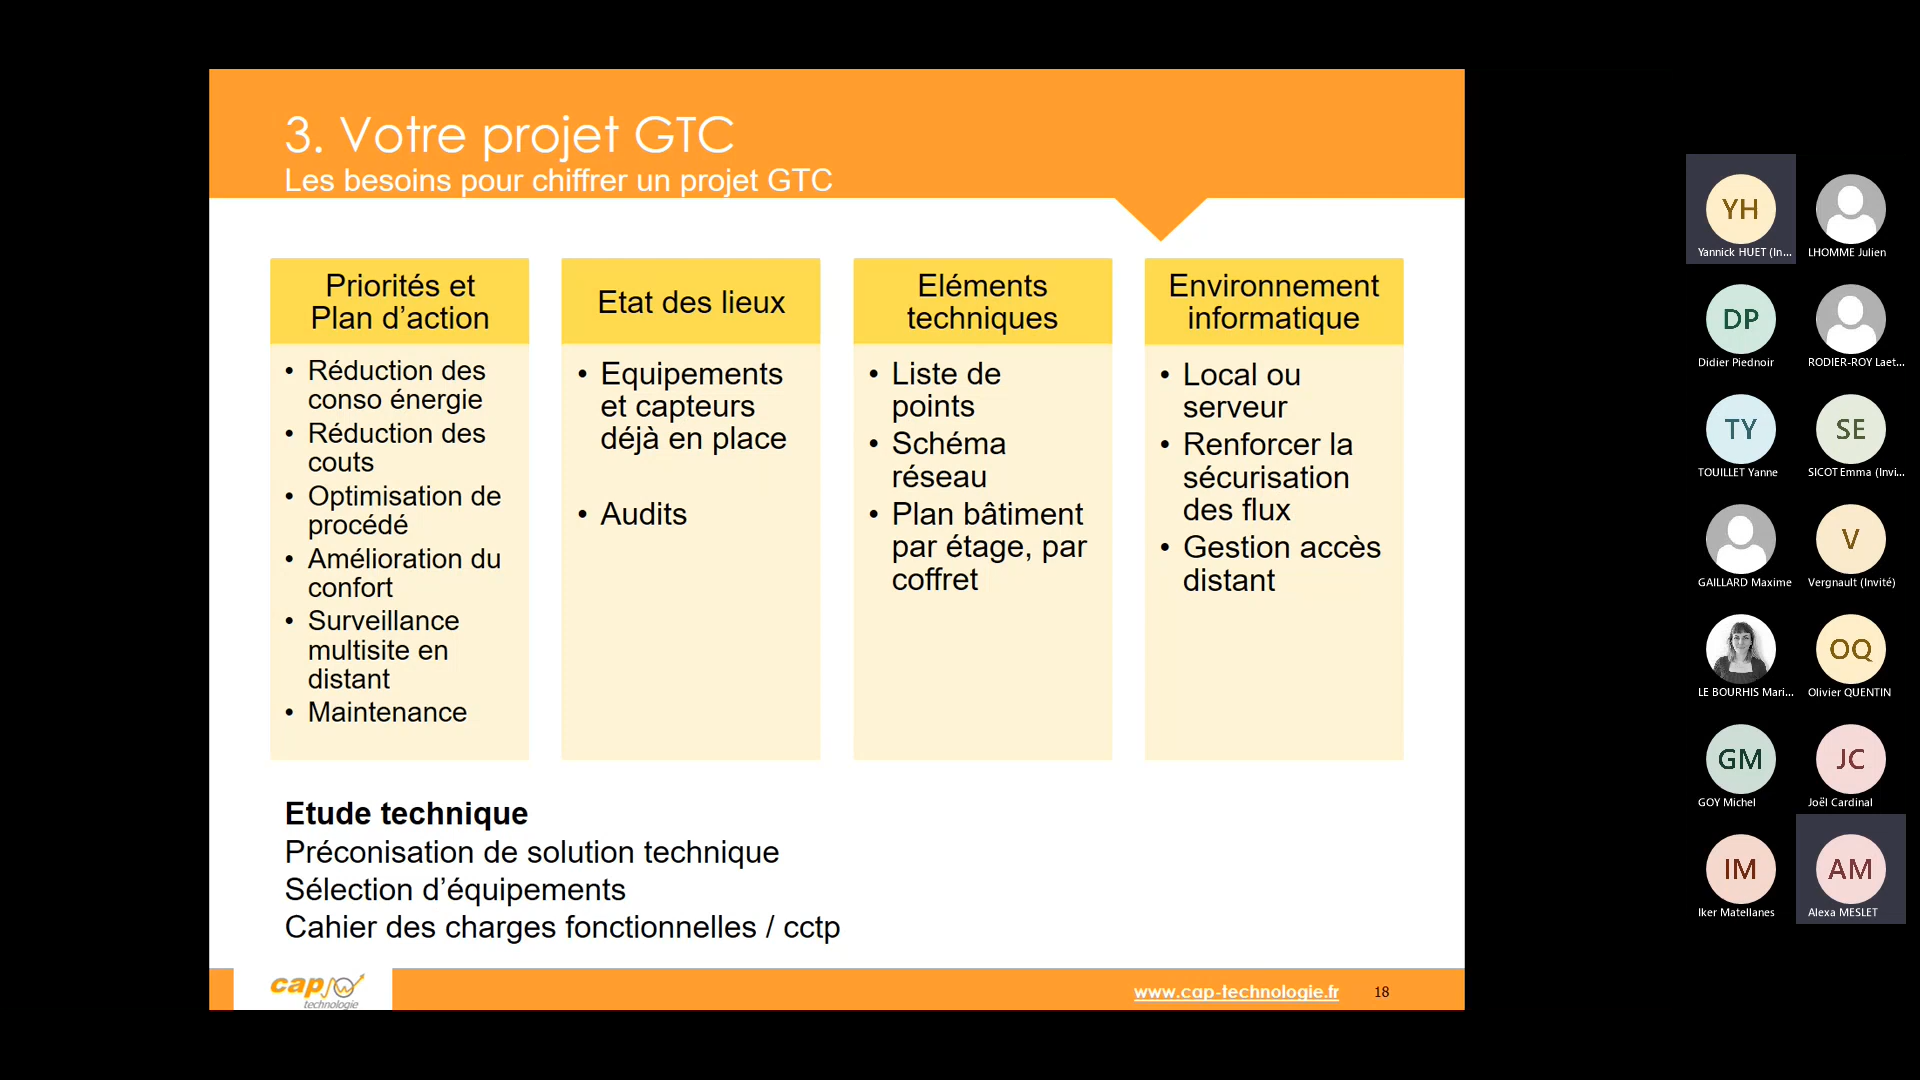 3. Votre projet GTC
Les besoins pour chiffrer un projet GTC
Priorités et
Plan d’action
• Réduction des
conso énergie
• Réduction des
couts
• Optimisation de
procédé
• Amélioration du
confort
• Surveillance
multisite en
distant
• Maintenance
Etat des lieux
• Equipements
et capteurs
déjà en place
• Audits
Eléments
techniques
• Liste de
points
• Schéma
réseau
• Plan bâtiment
par étage, par
coffret
Environnement
informatique
• Local ou
serveur
• Renforcer la
sécurisation
des flux
• Gestion accès
distant
Etude technique
Préconisation de solution technique
Sélection d’équipements
Cahier des charges fonctionnelles / cctp
cap
technologie
www.cap-technologie.fr
18
YH
Yannick HUET (In...
LHOMME Julien
DP
Didier Piednoir
RODIER-ROY Laet...
TY
TOUILLET Yanne
SE
SICOT Emma (Invi...
GAILLARD Maxime
V
Vergnault (Invité)
LE BOURHIS Mari...
OQ
Olivier QUENTIN
GM
GOY Michel
JC
Joël Cardinal
IM
Iker Matellanes
AM
Alexa MESLET